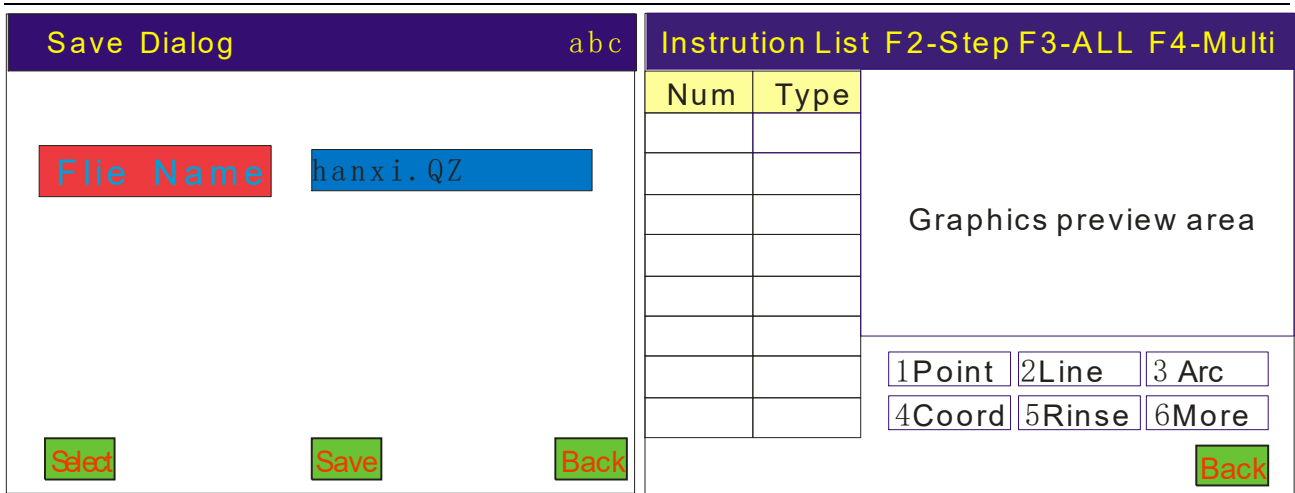 Save Dialog abc
Flie Name hanxi.QZ
Select Save Back
Instrution List F2-Step F3-ALL F4-Multi
Num Type
Graphics preview area
1Point 2Line 3 Arc
4Coord 5Rinse 6More
Back